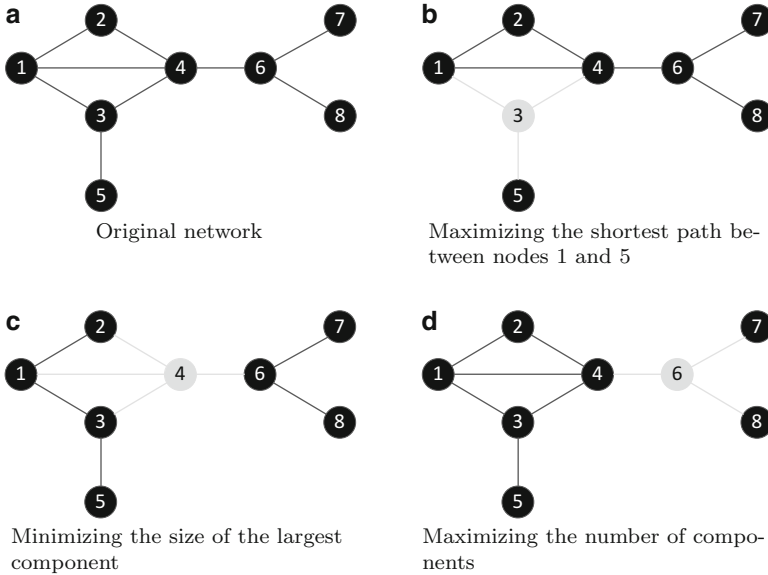 a
2
7
1
4
6
3
8
5
Original network
b
2
7
1
4
6
3
8
5
Maximizing the shortest path be-
tween nodes 1 and 5
c
2
7
1
4
6
3
8
5
Minimizing the size of the largest
component
d
2
7
1
4
6
3
8
5
Maximizing the number of compo-
nents